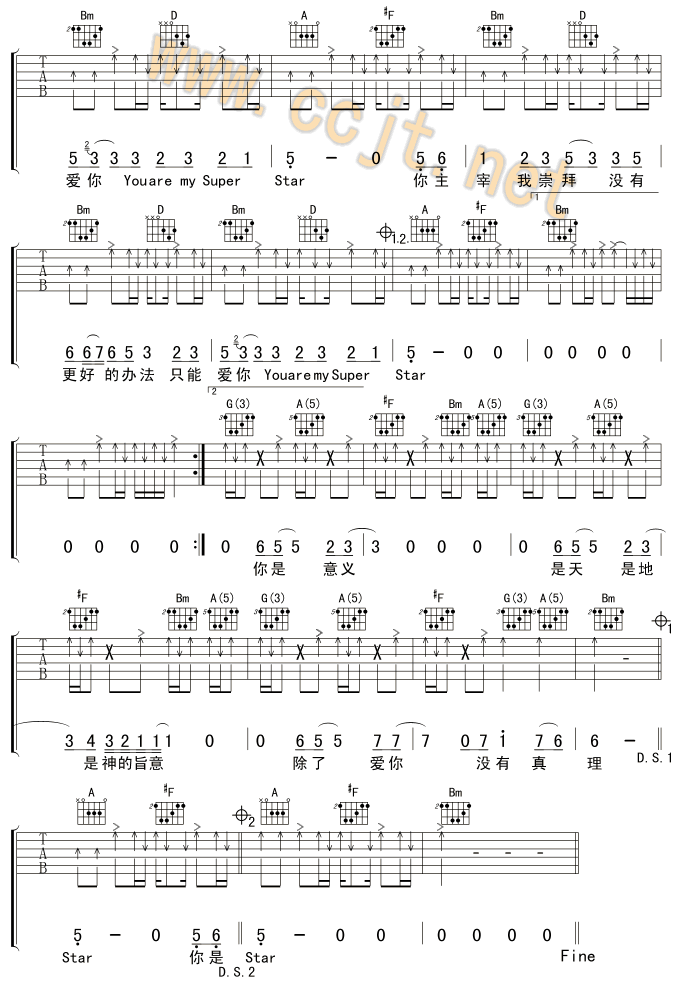 Bm D A #F Bm D
www.ccjt.net
T A B
5 2 3 3 3 2 3 2 1 5 - 0 5 6 1 2 3 5 3 3 5
爱你 You are my Super Star 你主 宰 我崇拜 没有
1
Bm D Bm D 1.2. A #F Bm
T A B
6 6 7 6 5 3 2 3 5 2 3 3 3 2 3 2 1 5 - 0 0 0 0 0 0
更好 的办法 只能 爱你 You are my Super Star
2
G(3) A(5) #F Bm A(5) G(3) A(5)
T A B
0 0 0 0 0 6 5 5 2 3 3 0 0 0 0 6 5 5 2 3
你是 意义 是天 是地
#F Bm A(5) G(3) A(5) #F G(3) A(5) Bm
1
T A B
3 4 3 2 1 1 1 0 0 6 5 5 7 7 7 0 7 1 7 6 6 -
是神的旨意 除了 爱你 没有 真 理 D.S.1
A #F 2 A #F Bm
T A B
5 - 0 5 6 5 - 0 0 0 0 0 0
Star 你是 Star Fine
D.S.2